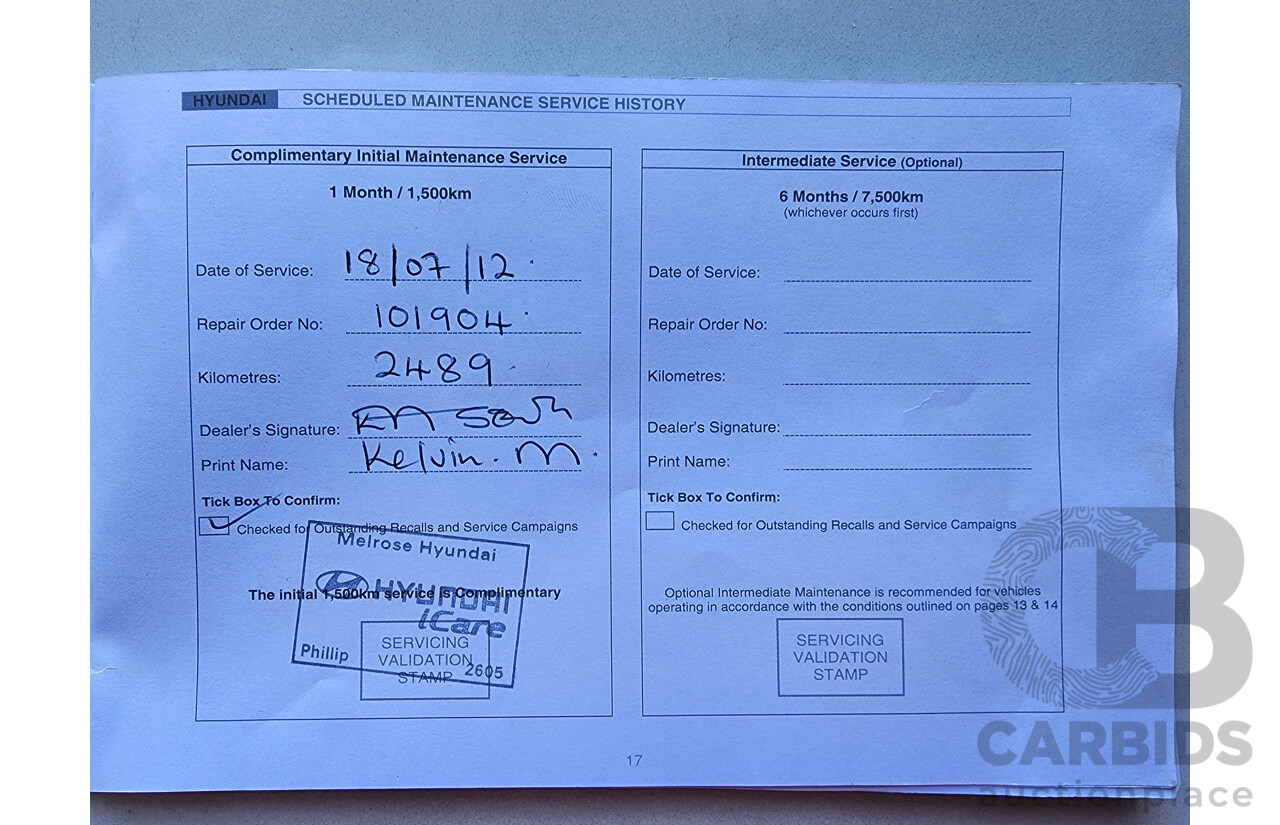 HYUNDAI SCHEDULED MAINTENANCE SERVICE HISTORY
Complimentary Initial Maintenance Service
1 Month / 1,500km
Date of Service: 18/07/12
Repair Order No: 101904
Kilometres: 2489
Dealer's Signature:
Print Name: Kelvin. M.
Tick Box To Confirm:
Checked for Outstanding Recalls and Service Campaigns
The initial 1,500km service is Complimentary
Melrose Hyundai
HYUNDAI
iCare
Phillip 2605
SERVICING
VALIDATION
STAMP
Intermediate Service (Optional)
6 Months / 7,500km
(whichever occurs first)
Date of Service:
Repair Order No:
Kilometres:
Dealer's Signature:
Print Name:
Tick Box To Confirm:
Checked for Outstanding Recalls and Service Campaigns
Optional Intermediate Maintenance is recommended for vehicles
operating in accordance with the conditions outlined on pages 13 & 14
SERVICING
VALIDATION
STAMP
17
CB
CARBIDS
auctionplace